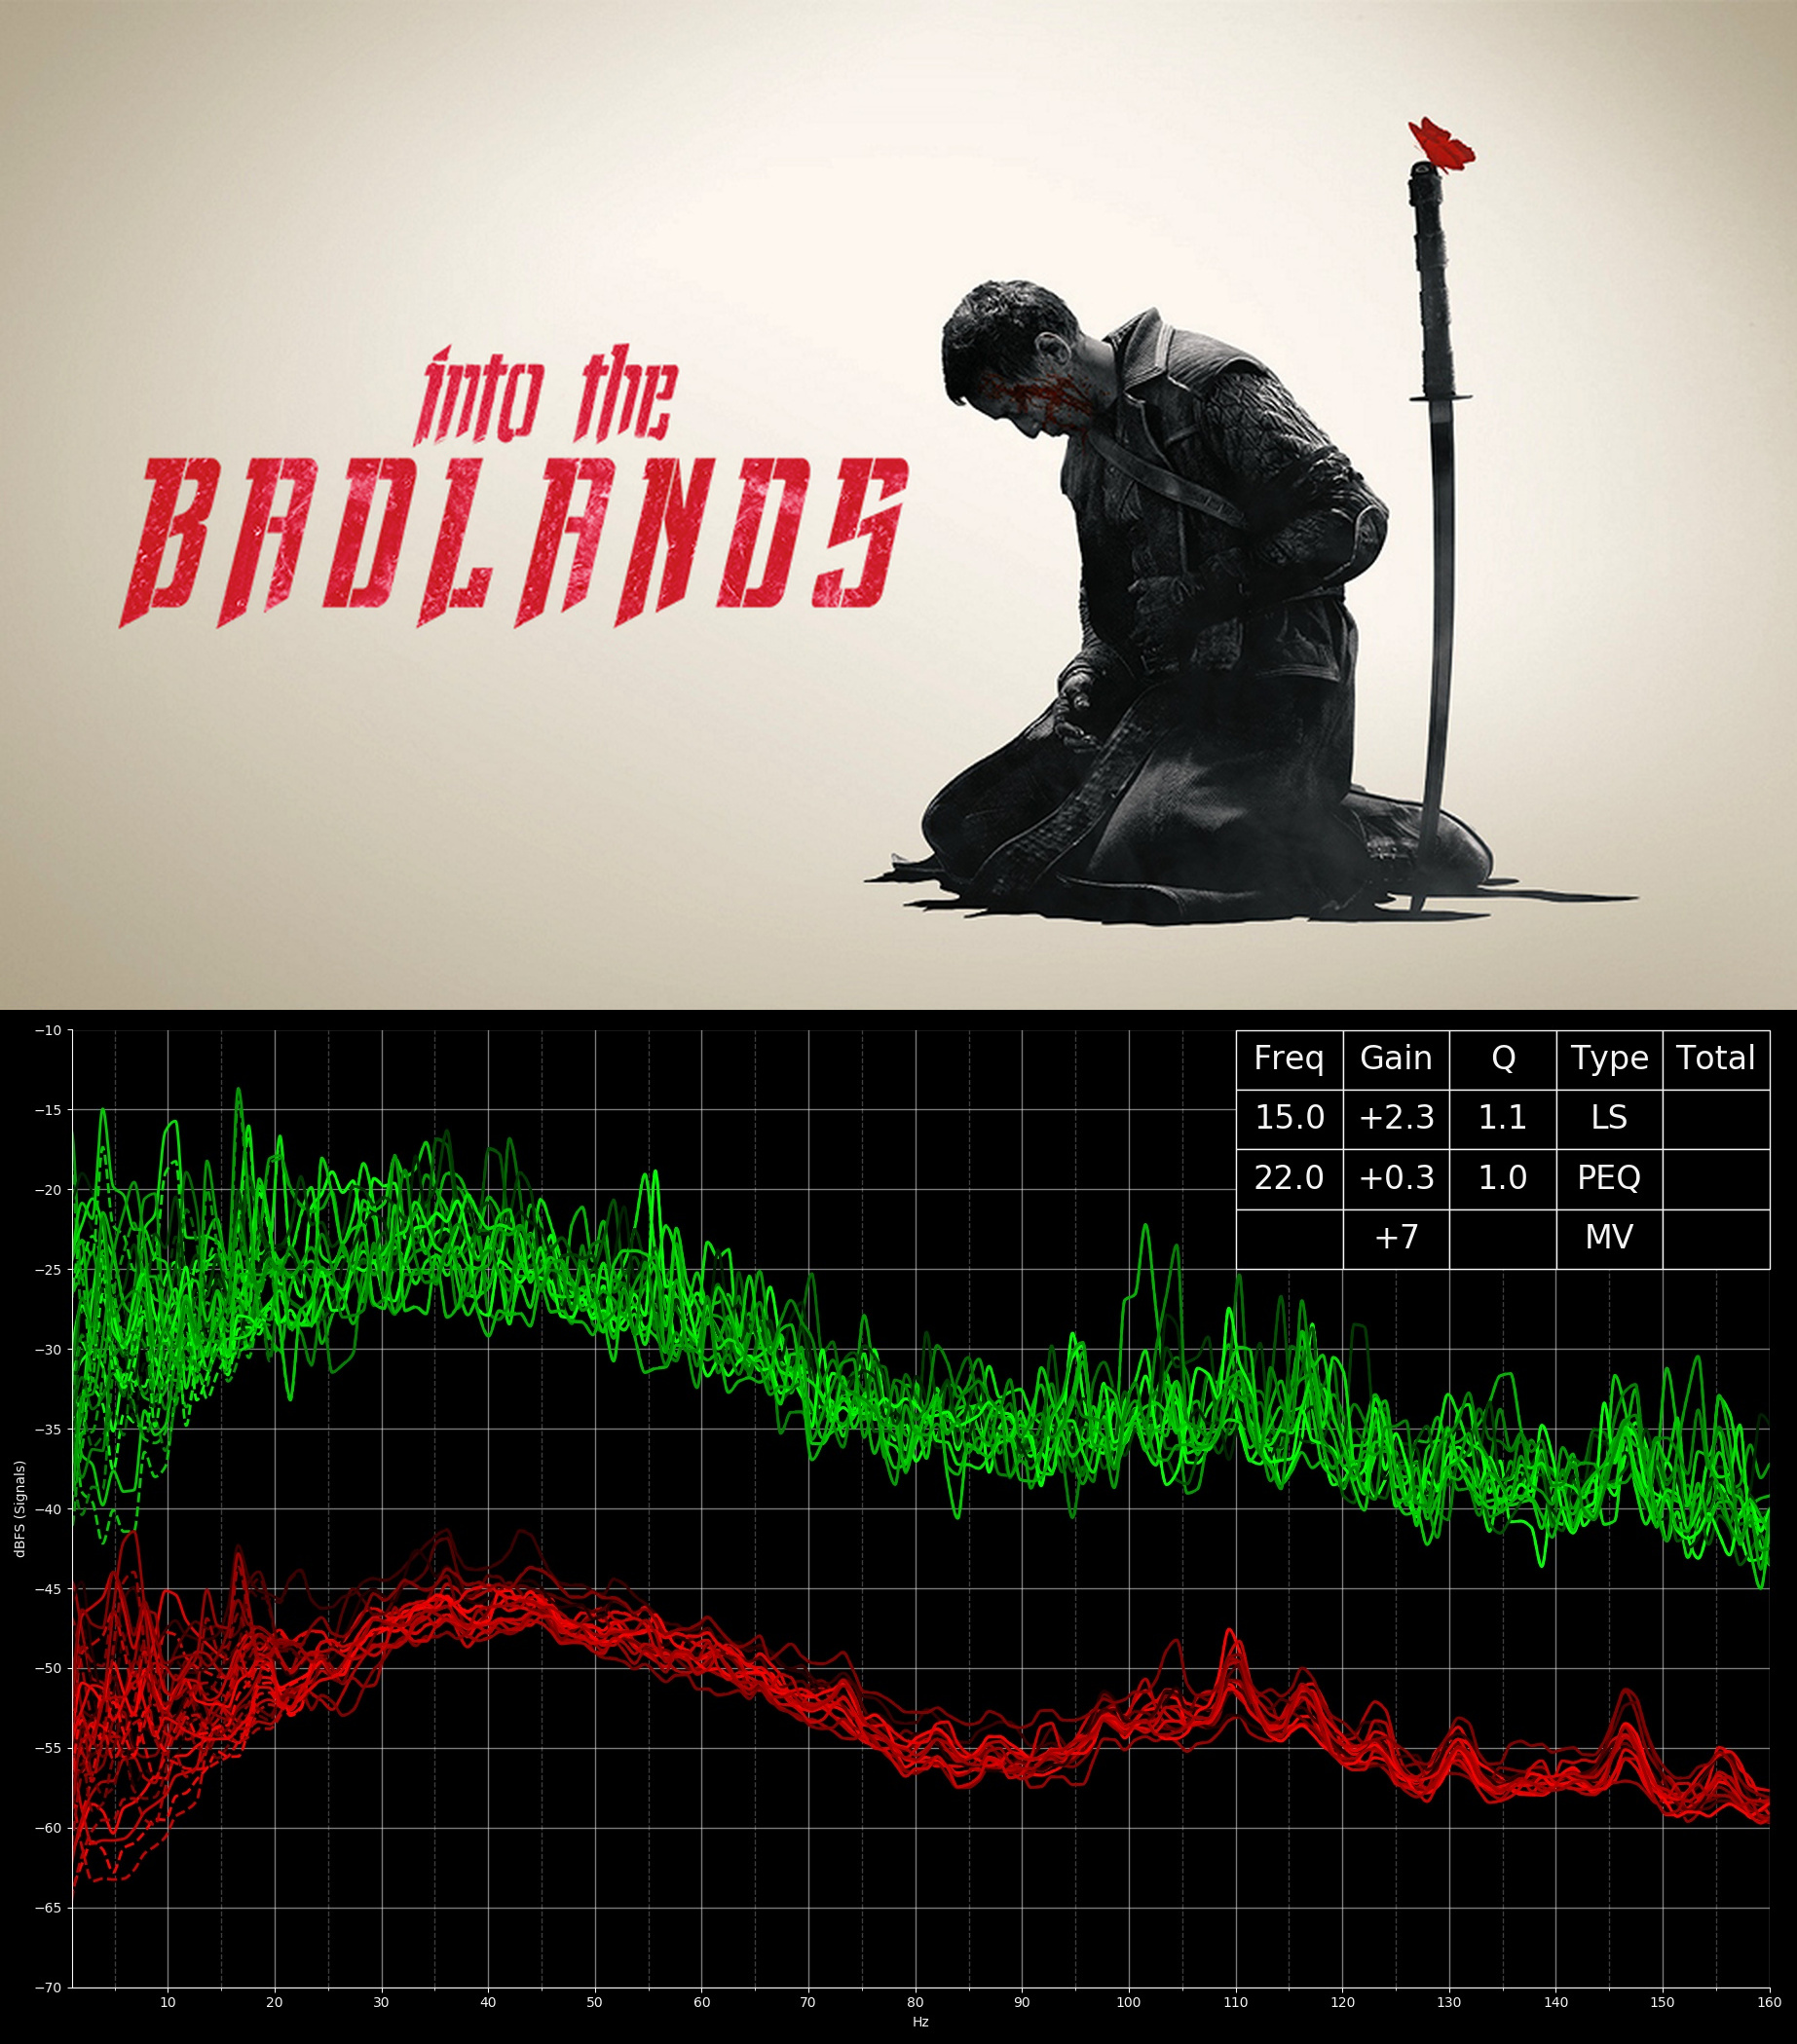 into the
BADLANDS
Freq Gain Q Type Total
15.0 +2.3 1.1 LS
22.0 +0.3 1.0 PEQ
+7 MV
−10
−15
−20
−25
−30
−35
−40
−45
−50
−55
−60
−65
−70
dBFS (Signals)
10 20 30 40 50 60 70 80 90 100 110 120 130 140 150 160
Hz